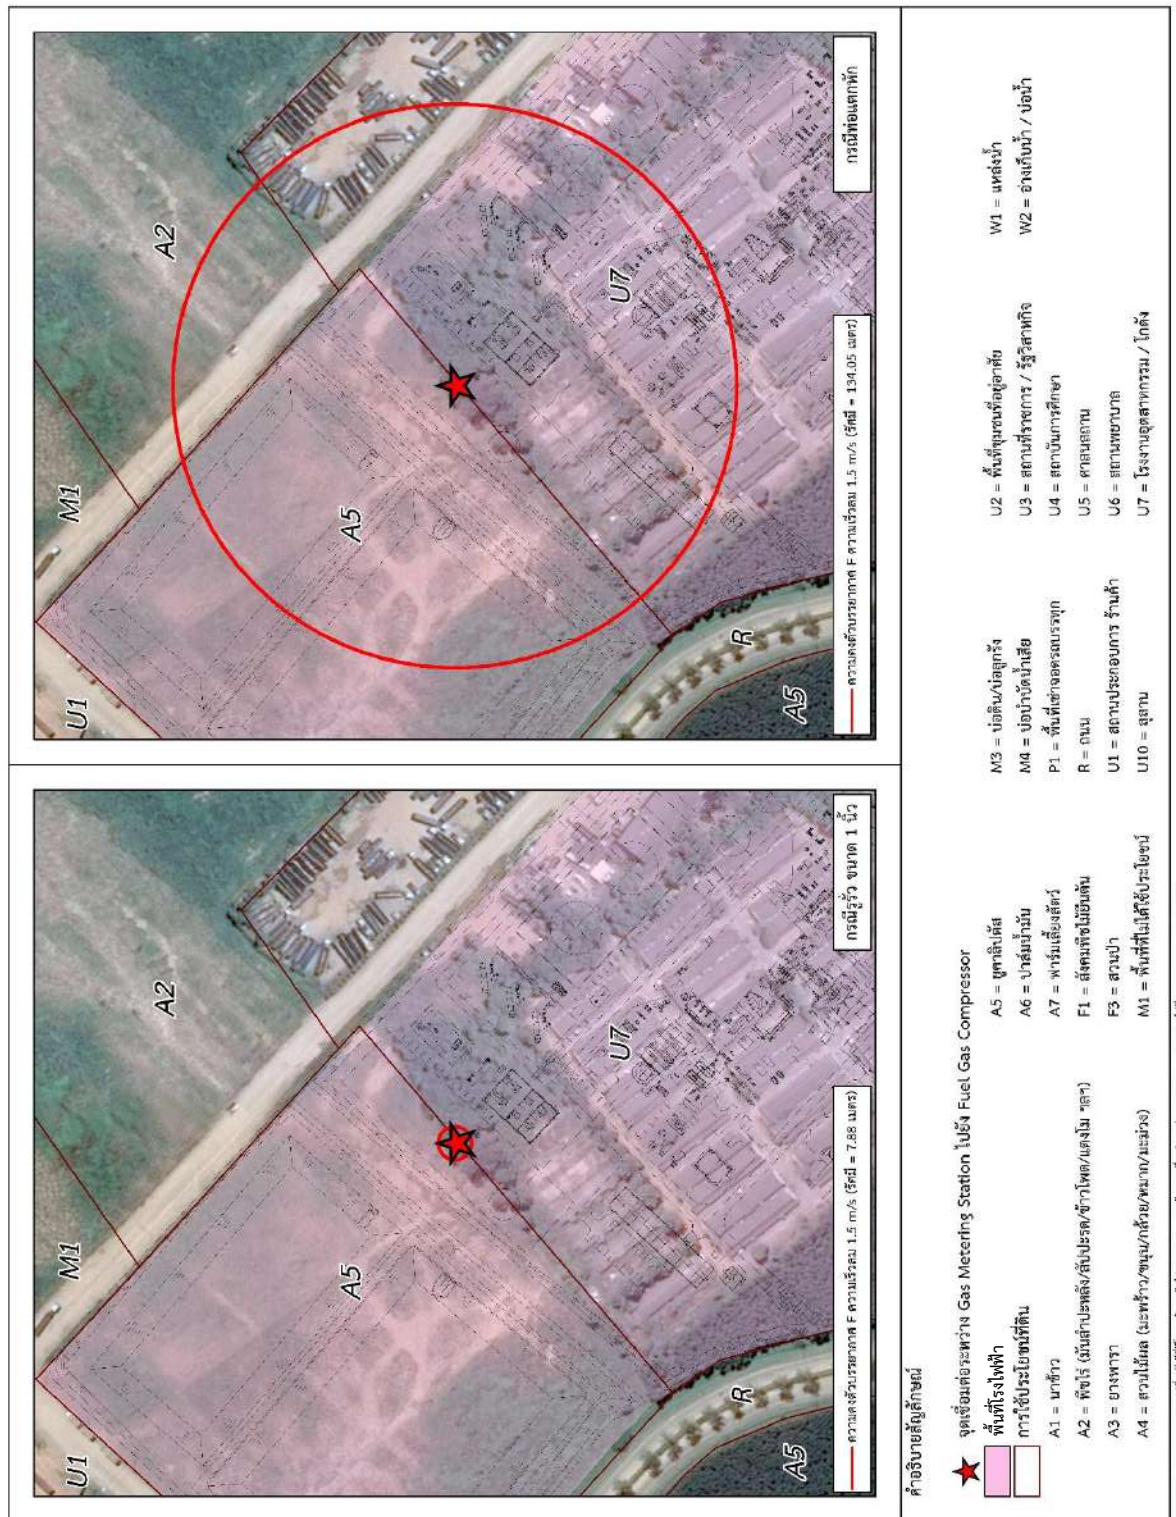 U1
M1
A2
A5
U7
R
A5
ความคงตัวบรรยากาศ F ความเร็วลม 1.5 m/s (รัศมี = 7.88 เมตร)
กรณีรูรั่ว ขนาด 1 นิ้ว
U1
M1
A2
A5
U7
R
A5
ความคงตัวบรรยากาศ F ความเร็วลม 1.5 m/s (รัศมี = 134.05 เมตร)
กรณีท่อแตกหัก
คำอธิบายสัญลักษณ์
จุดเชื่อมต่อระหว่าง Gas Metering Station ไปยัง Fuel Gas Compressor
พื้นที่โรงไฟฟ้า
การใช้ประโยชน์ที่ดิน
A1 = นาข้าว
A2 = พืชไร่ (มันสำปะหลัง/สับปะรด/ข้าวโพด/แตงโม ฯลฯ)
A3 = ยางพารา
A4 = สวนไม้ผล (มะพร้าว/ขนุน/กล้วย/หมาก/มะม่วง)
A5 = ยูคาลิปตัส
A6 = ปาล์มน้ำมัน
A7 = ฟาร์มเลี้ยงสัตว์
F1 = สังคมพืชไม้ยืนต้น
F3 = สวนป่า
M1 = พื้นที่ไม่ได้ใช้ประโยชน์
M3 = บ่อดิน/บ่อลูกรัง
M4 = บ่อบำบัดน้ำเสีย
P1 = พื้นที่เช่าจอดรถบรรทุก
R = ถนน
U1 = สถานประกอบการ ร้านค้า
U10 = สุสาน
U2 = พื้นที่ชุมชนที่อยู่อาศัย
U3 = สถานที่ราชการ / รัฐวิสาหกิจ
U4 = สถาบันการศึกษา
U5 = ศาสนสถาน
U6 = สถานพยาบาล
U7 = โรงงานอุตสาหกรรม / โกดัง
W1 = แหล่งน้ำ
W2 = อ่างเก็บน้ำ / บ่อน้ำ